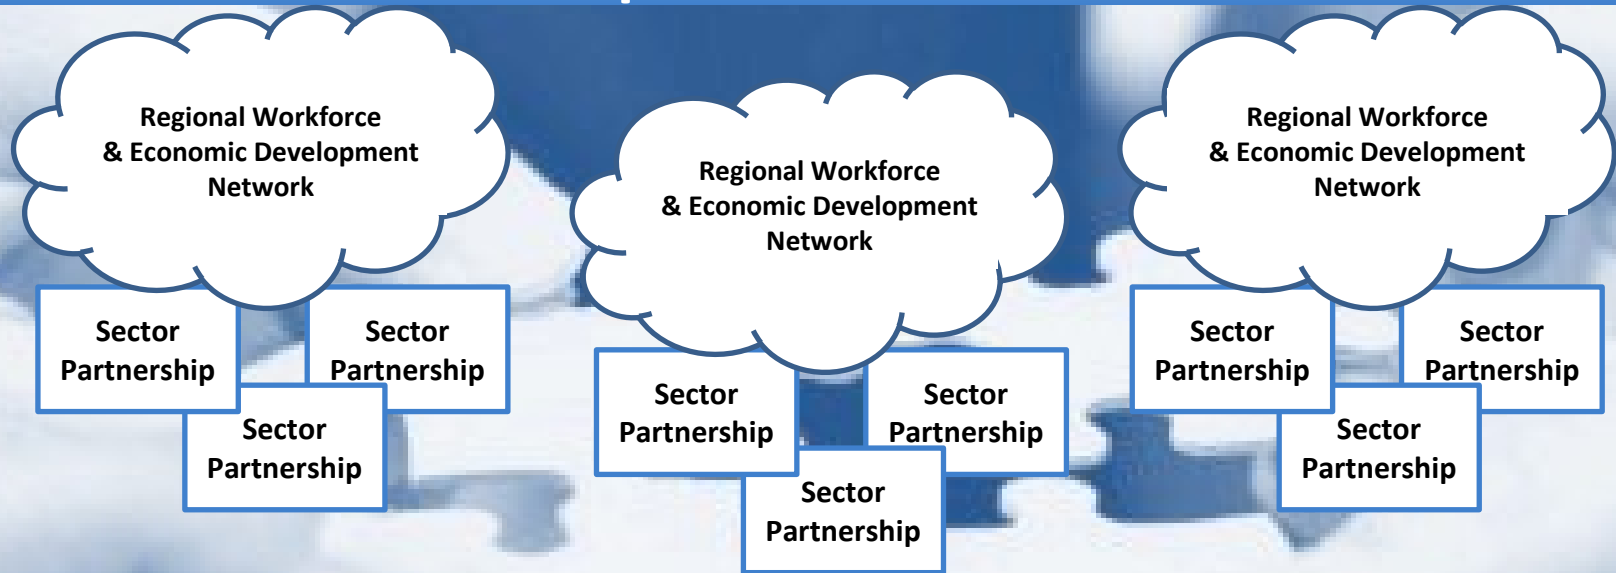 Regional Workforce
& Economic Development
Network
Sector
Partnership
Sector
Partnership
Sector
Partnership
Regional Workforce
& Economic Development
Network
Sector
Partnership
Sector
Partnership
Sector
Partnership
Regional Workforce
& Economic Development
Network
Sector
Partnership
Sector
Partnership
Sector
Partnership